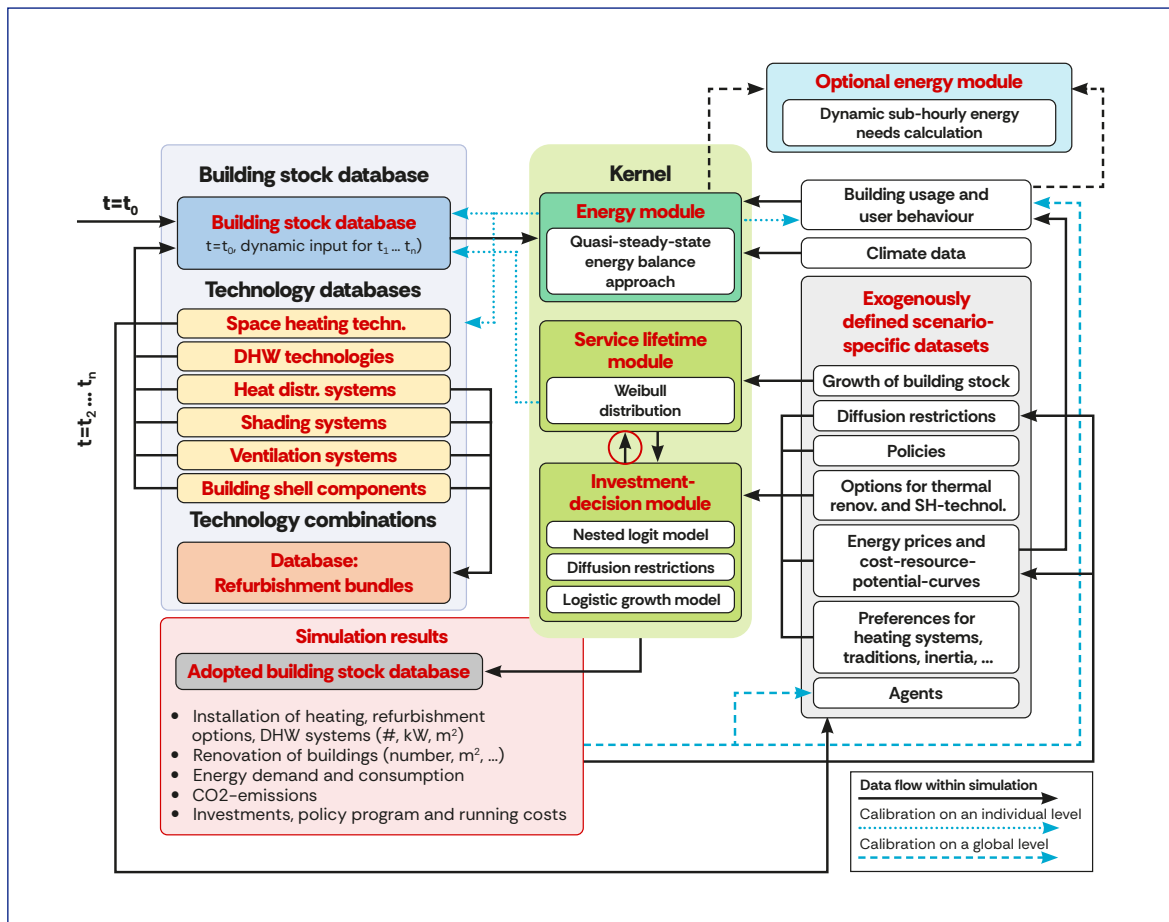 Optional energy module
Dynamic sub-hourly energy
needs calculation
Building stock database
t=t₀
Building stock database
t=t₀, dynamic input for t₁ ... tₙ)
Technology databases
Space heating techn.
DHW technologies
Heat distr. systems
Shading systems
Ventilation systems
Building shell components
t=t₂ ... tₙ
Technology combinations
Database:
Refurbishment bundles
Kernel
Energy module
Quasi-steady-state
energy balance
approach
Service lifetime
module
Weibull
distribution
Investment-
decision module
Nested logit model
Diffusion restrictions
Logistic growth model
Building usage and
user behaviour
Climate data
Exogenously
defined scenario-
specific datasets
Growth of building stock
Diffusion restrictions
Policies
Options for thermal
renov. and SH-technol.
Energy prices and
cost-resource-
potential-curves
Preferences for
heating systems,
traditions, inertia, ...
Agents
Simulation results
Adopted building stock database
• Installation of heating, refurbishment
options, DHW systems (#, kW, m²)
• Renovation of buildings (number, m², ...)
• Energy demand and consumption
• CO2-emissions
• Investments, policy program and running costs
Data flow within simulation
Calibration on an individual level
Calibration on a global level